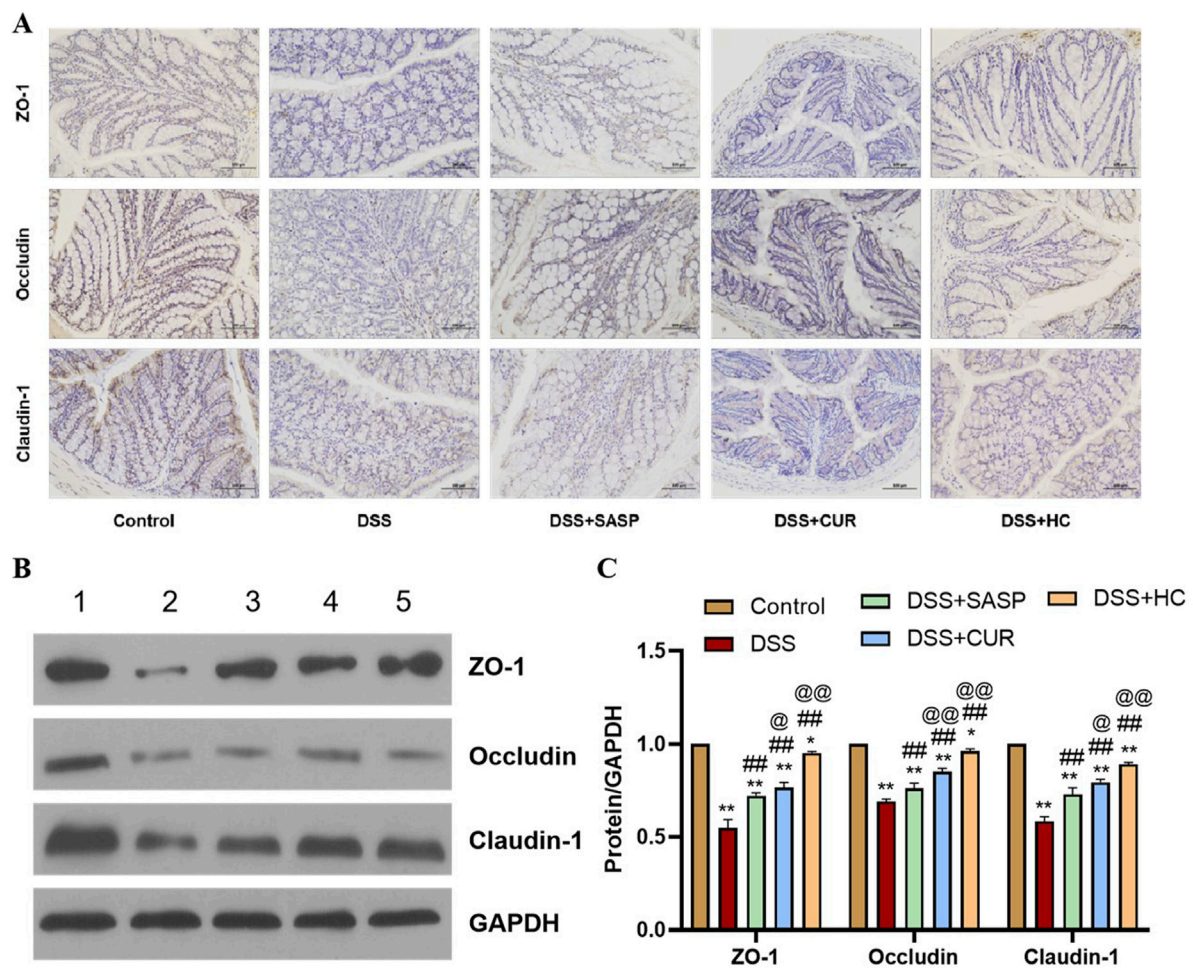 A
ZO-1
Occludin
Claudin-1
Control DSS DSS+SASP DSS+CUR DSS+HC
B
1 2 3 4 5
ZO-1
Occludin
Claudin-1
GAPDH
C
Control DSS+SASP DSS+HC
DSS DSS+CUR
Protein/GAPDH
1.5
1.0
0.5
0.0
** ## ** @ ## ** @@ ## *
** ## ** @@ ## ** @@ ## *
** ## ** @ ## ** @@ ## **
ZO-1 Occludin Claudin-1